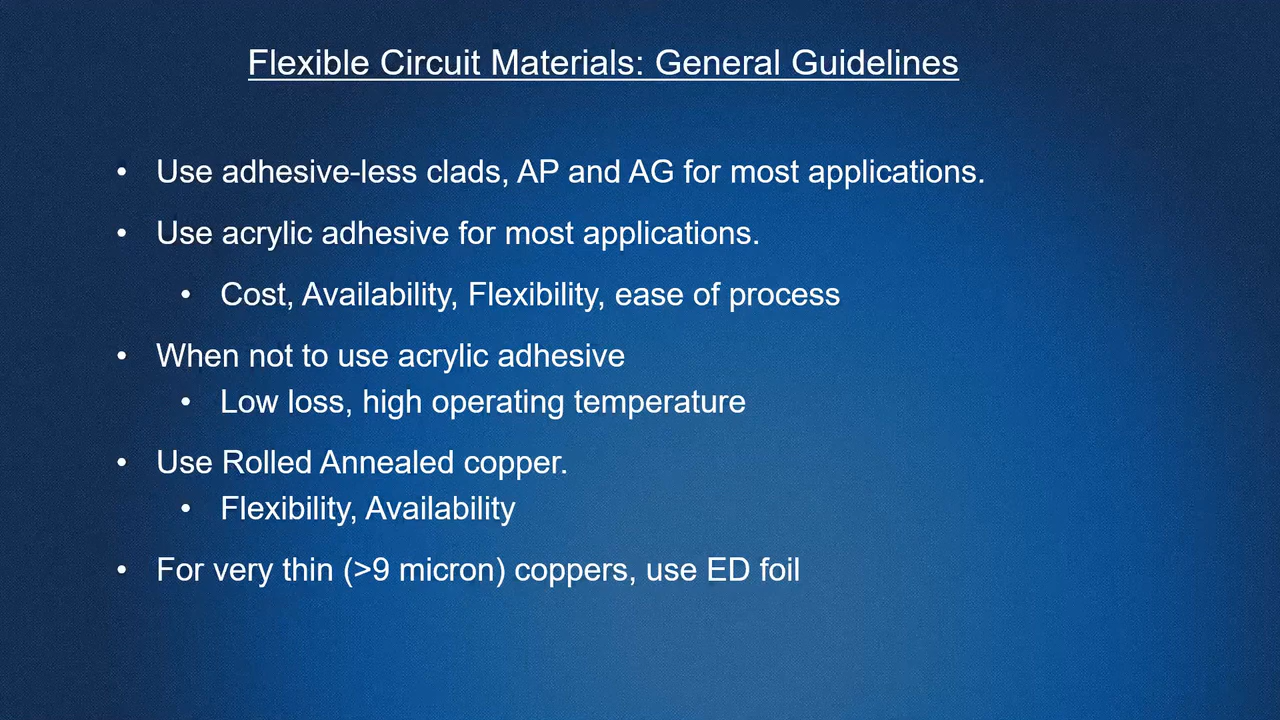 Flexible Circuit Materials: General Guidelines
• Use adhesive-less clads, AP and AG for most applications.
• Use acrylic adhesive for most applications.
• Cost, Availability, Flexibility, ease of process
• When not to use acrylic adhesive
• Low loss, high operating temperature
• Use Rolled Annealed copper.
• Flexibility, Availability
• For very thin (>9 micron) coppers, use ED foil